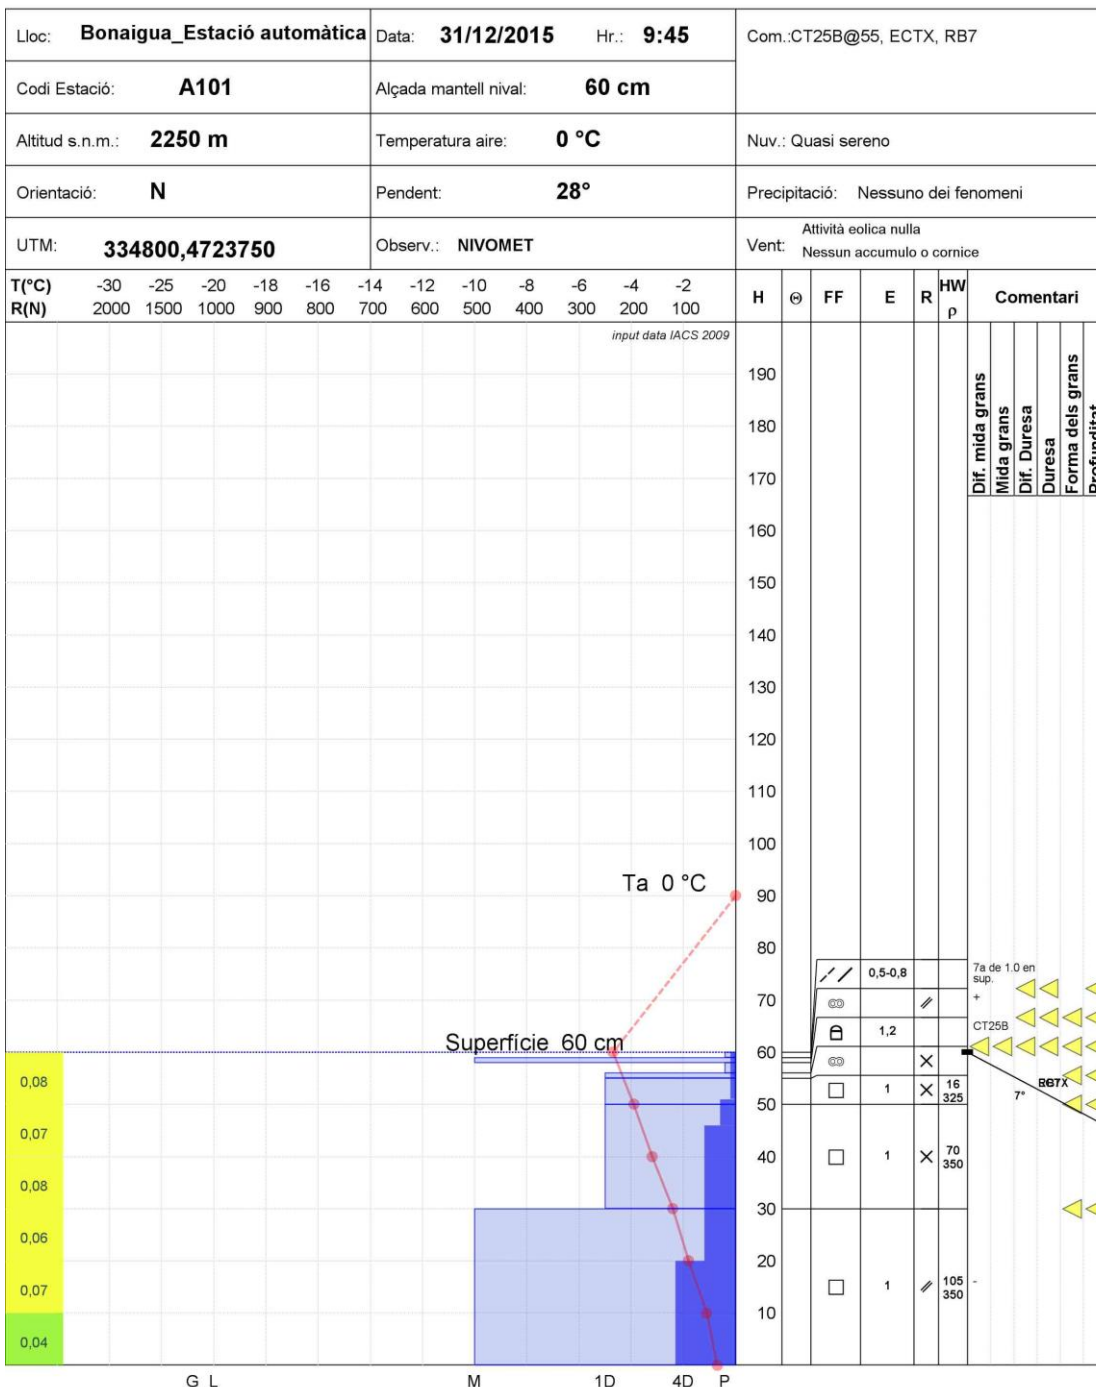 Lloc: Bonaigua_Estació automàtica Data: 31/12/2015 Hr.: 9:45 Com.:CT25B@55, ECTX, RB7
Codi Estació: A101 Alçada mantell nival: 60 cm
Altitud s.n.m.: 2250 m Temperatura aire: 0 °C Nuv.: Quasi sereno
Orientació: N Pendent: 28° Precipitació: Nessuno dei fenomeni
UTM: 334800,4723750 Observ.: NIVOMET Vent: Attività eolica nulla
Nessun accumulo o cornice
T(°C) -30 -25 -20 -18 -16 -14 -12 -10 -8 -6 -4 -2
R(N) 2000 1500 1000 900 800 700 600 500 400 300 200 100
H Θ FF E R HW ρ Comentari
input data IACS 2009
Dif. mida grans
Mida grans
Dif. Duresa
Duresa
Forma dels grans
Profunditat
190
180
170
160
150
140
130
120
110
100
Ta 0 °C 90
80
0,5-0,8 7a de 1.0 en
sup.
70 +
1,2 CT25B
Superfície 60 cm 60
0,08 1 16
325 7°
50
0,07
40 1 70
350
0,08
30
0,06
20
0,07 1 105
350 -
10
0,04
G L M 1D 4D P